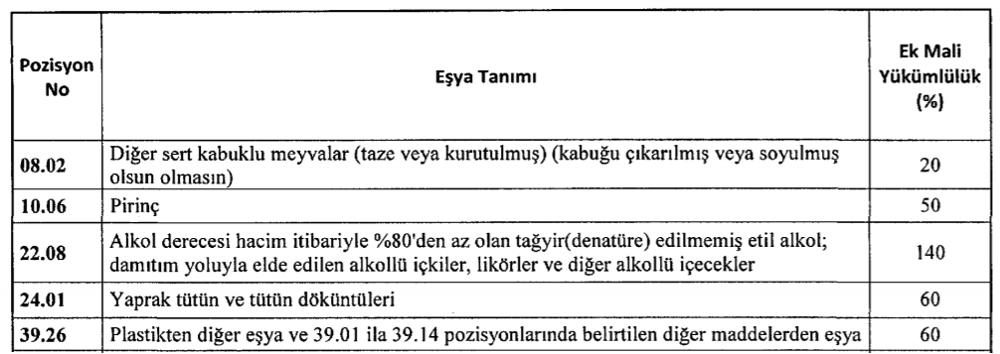 Pozisyon No
Eşya Tanımı
Ek Mali Yükümlülük (%)
08.02
Diğer sert kabuklu meyvalar (taze veya kurutulmuş) (kabuğu çıkarılmış veya soyulmuş
olsun olmasın)
20
10.06
Pirinç
50
22.08
Alkol derecesi hacim itibariyle %80'den az olan tağyir(denatüre) edilmemiş etil alkol;
damıtım yoluyla elde edilen alkollü içkiler, likörler ve diğer alkollü içecekler
140
24.01
Yaprak tütün ve tütün döküntüleri
60
39.26
Plastikten diğer eşya ve 39.01 ila 39.14 pozisyonlarında belirtilen diğer maddelerden eşya
60